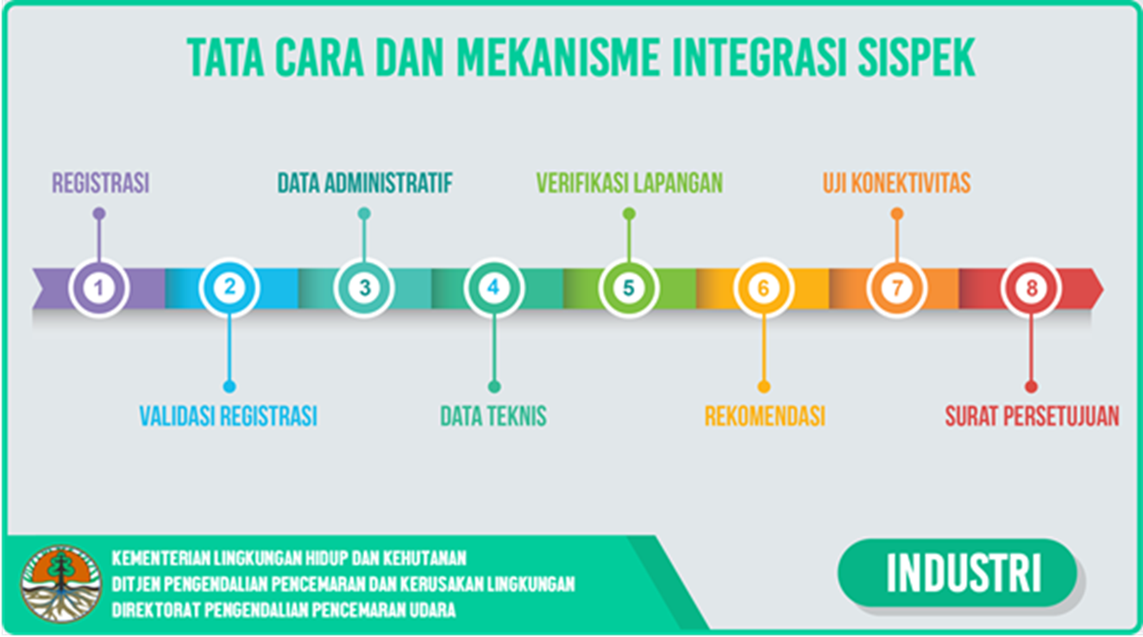 TATA CARA DAN MEKANISME INTEGRASI SISPEK
REGISTRASI
DATA ADMINISTRATIF
VERIFIKASI LAPANGAN
UJI KONEKTIVITAS
1
2
3
4
5
6
7
8
VALIDASI REGISTRASI
DATA TEKNIS
REKOMENDASI
SURAT PERSETUJUAN
KEMENTERIAN LINGKUNGAN HIDUP DAN KEHUTANAN
DITJEN PENGENDALIAN PENCEMARAN DAN KERUSAKAN LINGKUNGAN
DIREKTORAT PENGENDALIAN PENCEMARAN UDARA
INDUSTRI